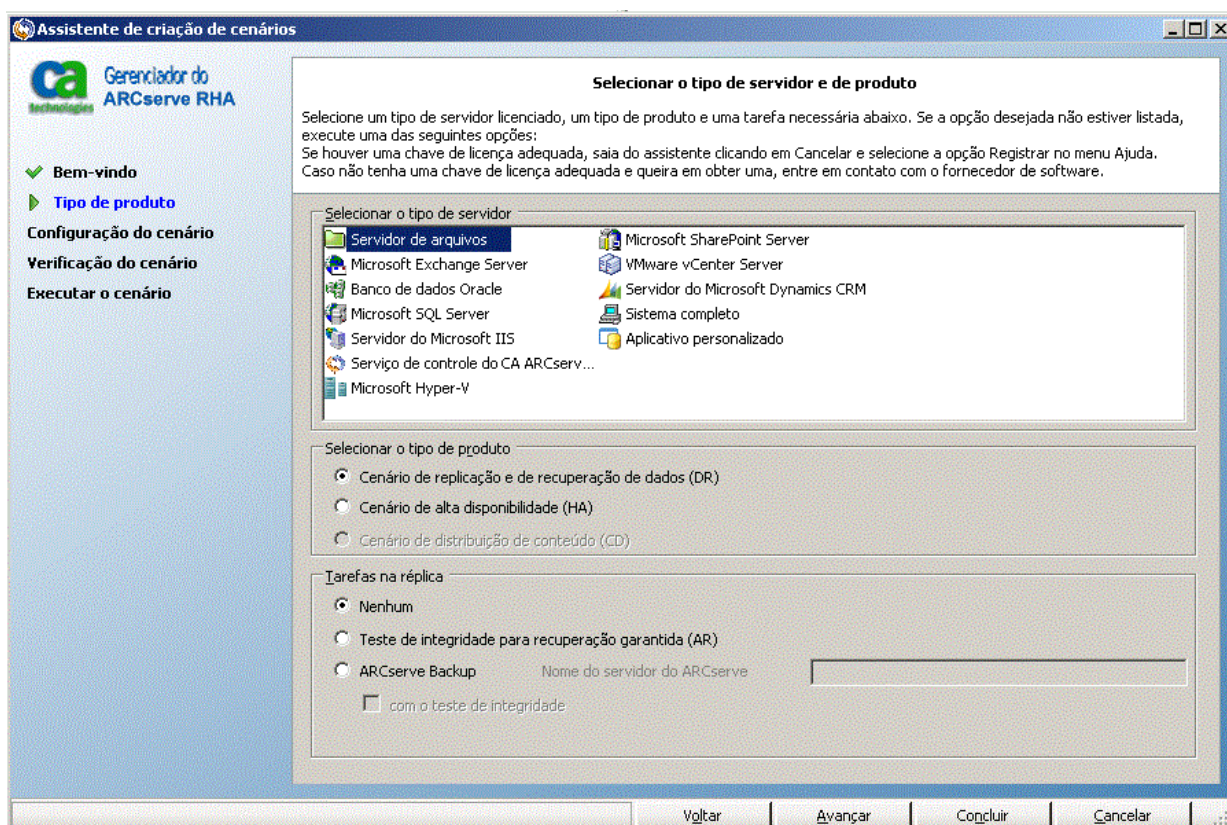 Assistente de criação de cenários
ca
technologies
Gerenciador do
ARCserve RHA
Bem-vindo
Tipo de produto
Configuração do cenário
Verificação do cenário
Executar o cenário
Selecionar o tipo de servidor e de produto
Selecione um tipo de servidor licenciado, um tipo de produto e uma tarefa necessária abaixo. Se a opção desejada não estiver listada,
execute uma das seguintes opções:
Se houver uma chave de licença adequada, saia do assistente clicando em Cancelar e selecione a opção Registrar no menu Ajuda.
Caso não tenha uma chave de licença adequada e queira em obter uma, entre em contato com o fornecedor de software.
Selecionar o tipo de servidor
Servidor de arquivos
Microsoft Exchange Server
Banco de dados Oracle
Microsoft SQL Server
Servidor do Microsoft IIS
Serviço de controle do CA ARCserv...
Microsoft Hyper-V
Microsoft SharePoint Server
VMware vCenter Server
Servidor do Microsoft Dynamics CRM
Sistema completo
Aplicativo personalizado
Selecionar o tipo de produto
Cenário de replicação e de recuperação de dados (DR)
Cenário de alta disponibilidade (HA)
Cenário de distribuição de conteúdo (CD)
Tarefas na réplica
Nenhum
Teste de integridade para recuperação garantida (AR)
ARCserve Backup Nome do servidor do ARCserve
com o teste de integridade
Voltar Avançar Concluir Cancelar